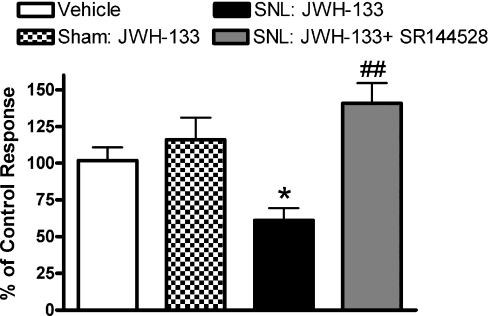 Vehicle
SNL: JWH-133
Sham: JWH-133
SNL: JWH-133+ SR144528
% of Control Response
150
125
100
75
50
25
0
*
##